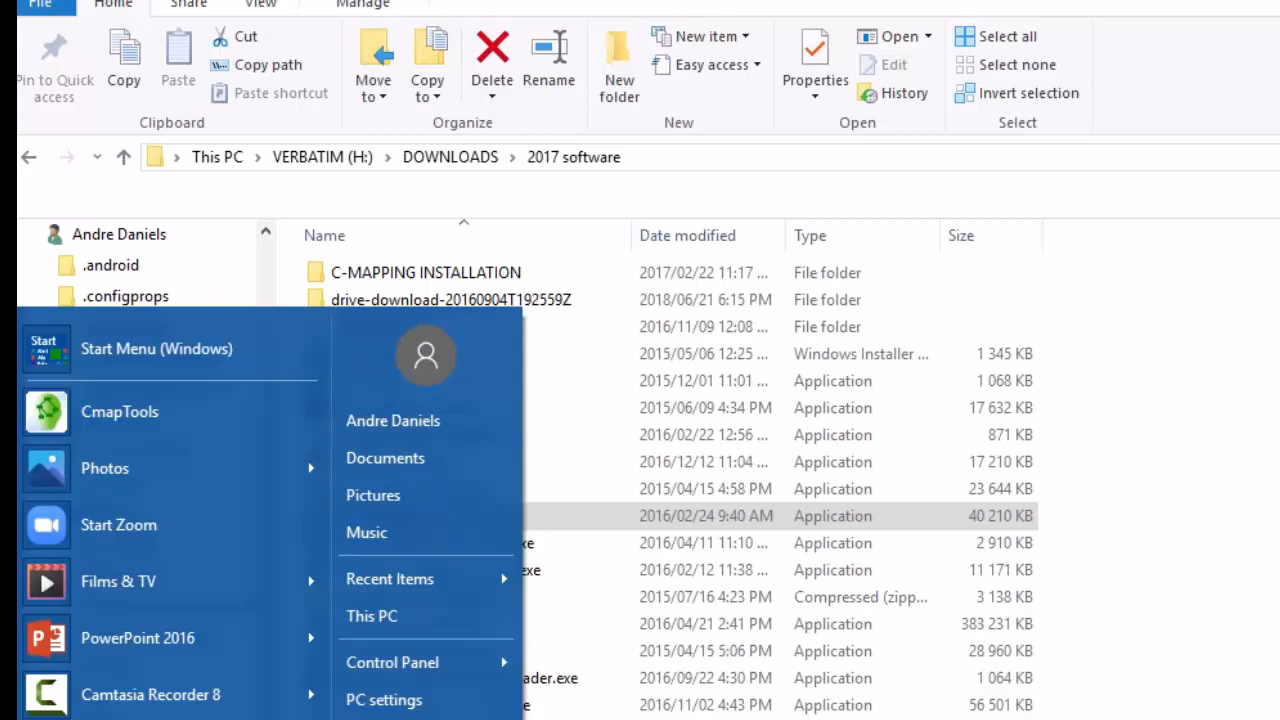 File Home Share View Manage
Pin to Quick access
Copy
Paste
Cut
Copy path
Paste shortcut
Move to
Copy to
Delete
Rename
New folder
New item
Easy access
Properties
Open
Edit
History
Select all
Select none
Invert selection
Clipboard Organize New Open Select
This PC > VERBATIM (H:) > DOWNLOADS > 2017 software
Andre Daniels
.android
.configprops
Name Date modified Type Size
C-MAPPING INSTALLATION 2017/02/22 11:17 ... File folder
drive-download-20160904T192559Z 2018/06/21 6:15 PM File folder
2016/11/09 12:08 ... File folder
2015/05/06 12:25 ... Windows Installer ... 1 345 KB
2015/12/01 11:01 ... Application 1 068 KB
2015/06/09 4:34 PM Application 17 632 KB
2016/02/22 12:56 ... Application 871 KB
2016/12/12 11:04 ... Application 17 210 KB
2015/04/15 4:58 PM Application 23 644 KB
2016/02/24 9:40 AM Application 40 210 KB
xe 2016/04/11 11:10 ... Application 2 910 KB
exe 2016/02/12 11:38 ... Application 11 171 KB
2015/07/16 4:23 PM Compressed (zipp... 3 138 KB
2016/04/21 2:41 PM Application 383 231 KB
2015/04/15 5:06 PM Application 28 960 KB
ader.exe 2016/09/22 4:30 PM Application 1 064 KB
e 2016/11/02 4:43 PM Application 56 501 KB
Start
Start Menu (Windows)
CmapTools
Photos
Start Zoom
Films & TV
PowerPoint 2016
Camtasia Recorder 8
Andre Daniels
Documents
Pictures
Music
Recent Items
This PC
Control Panel
PC settings